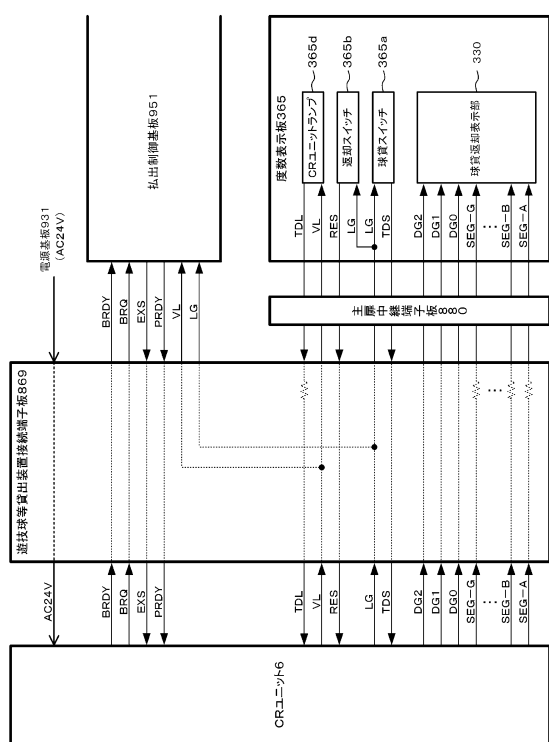 電源基板931
(AC24V)
払出制御基板951
度数表示板365
CRユニットランプ
365d
返却スイッチ
365b
球貸スイッチ
365a
球貸返却表示部
330
BRDY
BRQ
EXS
PRDY
VL
LG
TDL
VL
RES
LG
LG
TDS
DG2
DG1
DG0
SEG-G
…
SEG-B
SEG-A
主扉中継端子板880
遊技球等貸出装置接続端子板869
…
AC24V
BRDY
BRQ
EXS
PRDY
TDL
VL
RES
LG
TDS
DG2
DG1
DG0
SEG-G
…
SEG-B
SEG-A
CRユニット6